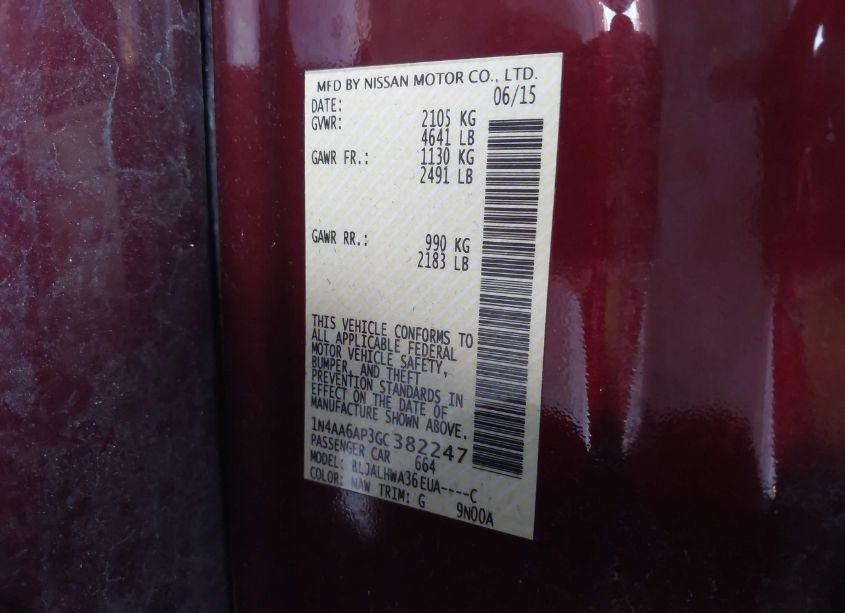 MFD BY NISSAN MOTOR CO., LTD.
DATE: 06/15
GVWR: 2105 KG
4641 LB
GAWR FR.: 1130 KG
2491 LB
GAWR RR.: 990 KG
2183 LB
THIS VEHICLE CONFORMS TO
ALL APPLICABLE FEDERAL
MOTOR VEHICLE SAFETY,
BUMPER, AND THEFT
PREVENTION STANDARDS IN
EFFECT ON THE DATE OF
MANUFACTURE SHOWN ABOVE.
1N4AA6AP3GC382247
PASSENGER CAR 664
MODEL: BLJALHWA36EUA----C
COLOR: NAW TRIM: G 9N00A